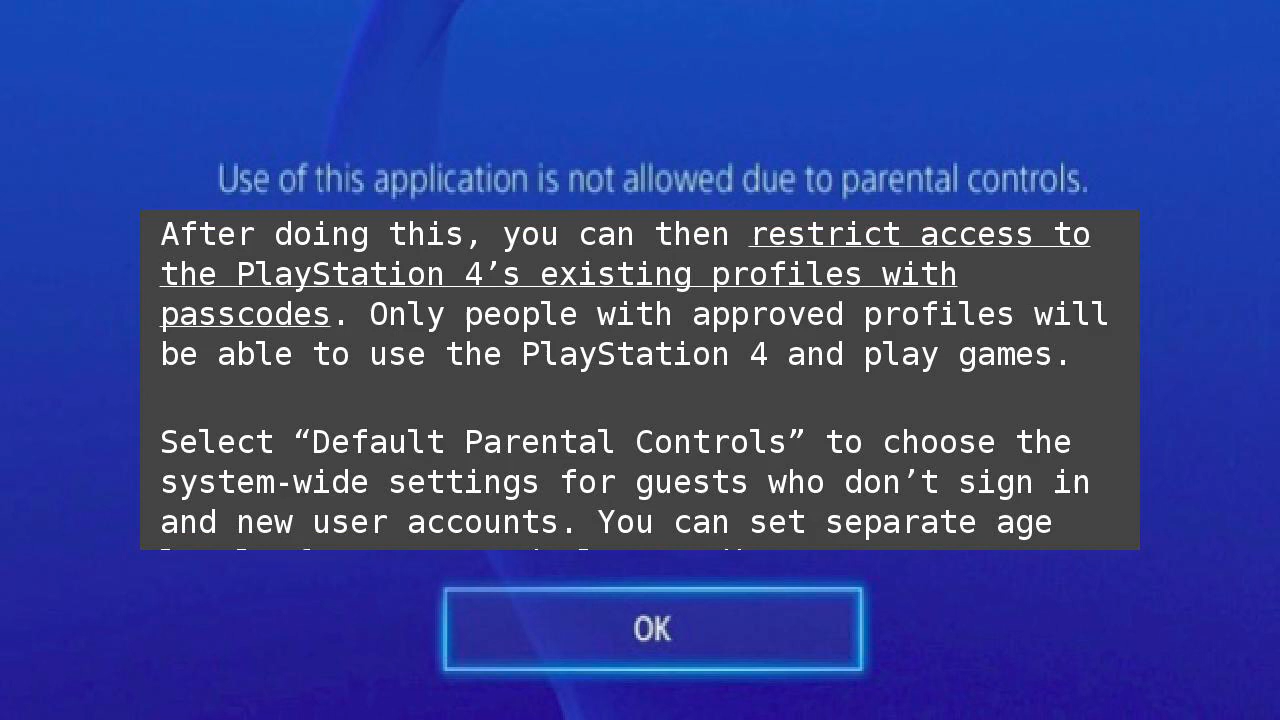 Use of this application is not allowed due to parental controls.
After doing this, you can then restrict access to
the PlayStation 4’s existing profiles with
passcodes. Only people with approved profiles will
be able to use the PlayStation 4 and play games.
Select “Default Parental Controls” to choose the
system-wide settings for guests who don’t sign in
and new user accounts. You can set separate age
OK